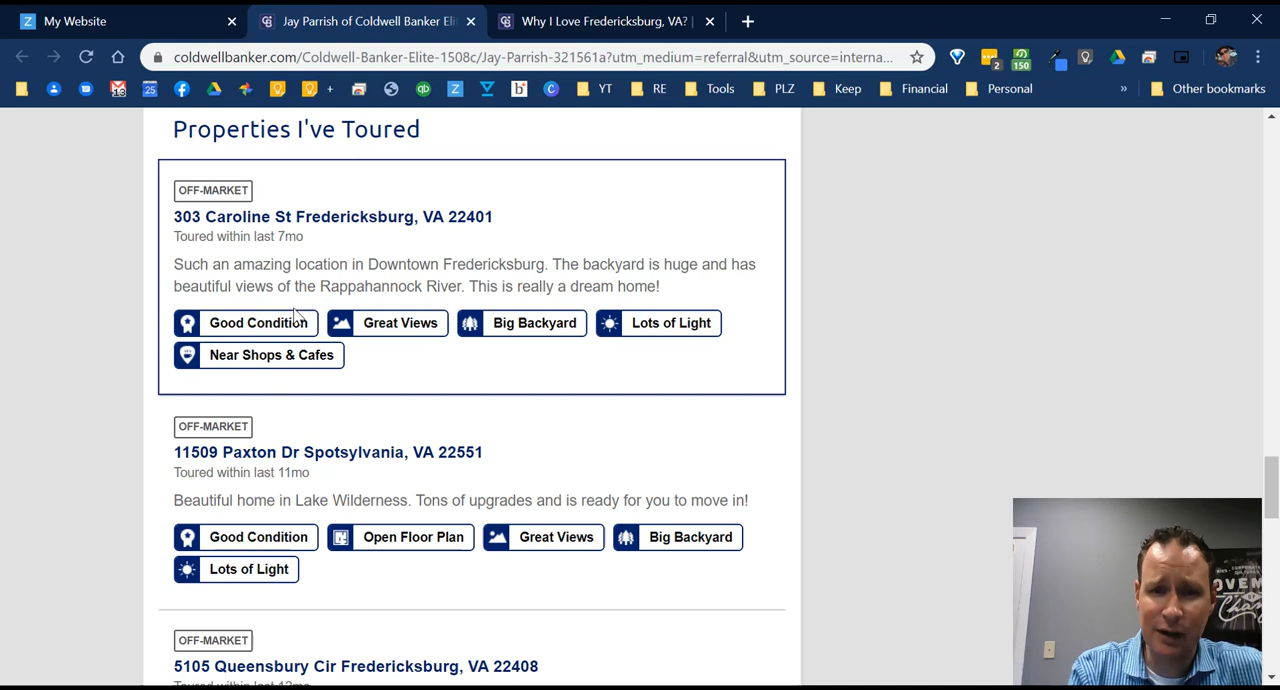 My Website
Jay Parrish of Coldwell Banker Eli
Why I Love Fredericksburg, VA? |
coldwellbanker.com/Coldwell-Banker-Elite-1508c/Jay-Parrish-321561a?utm_medium=referral&utm_source=interna...
2
150
13
25
+
YT
RE
Tools
PLZ
Keep
Financial
Personal
»
Other bookmarks
Properties I've Toured
OFF-MARKET
303 Caroline St Fredericksburg, VA 22401
Toured within last 7mo
Such an amazing location in Downtown Fredericksburg. The backyard is huge and has
beautiful views of the Rappahannock River. This is really a dream home!
Good Condition Great Views Big Backyard Lots of Light
Near Shops & Cafes
OFF-MARKET
11509 Paxton Dr Spotsylvania, VA 22551
Toured within last 11mo
Beautiful home in Lake Wilderness. Tons of upgrades and is ready for you to move in!
Good Condition Open Floor Plan Great Views Big Backyard
Lots of Light
OFF-MARKET
5105 Queensbury Cir Fredericksburg, VA 22408